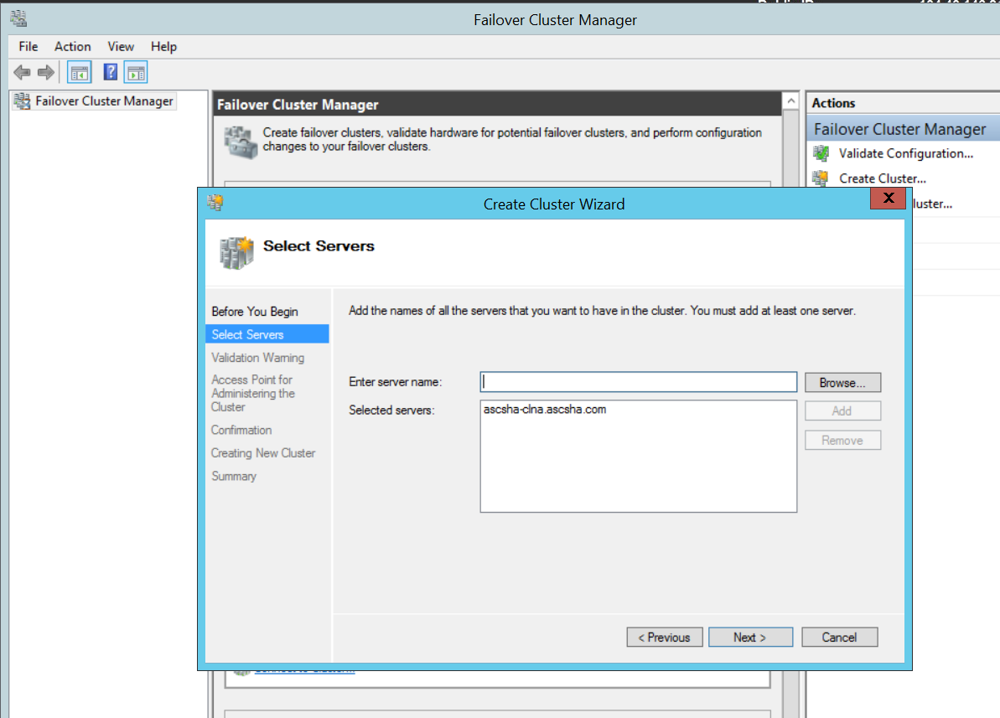 Failover Cluster Manager
File Action View Help
Failover Cluster Manager
Failover Cluster Manager
Create failover clusters, validate hardware for potential failover clusters, and perform configuration
changes to your failover clusters.
Actions
Failover Cluster Manager
Validate Configuration...
Create Cluster...
luster...
Create Cluster Wizard
X
Select Servers
Before You Begin
Select Servers
Validation Warning
Access Point for
Administering the
Cluster
Confirmation
Creating New Cluster
Summary
Add the names of all the servers that you want to have in the cluster. You must add at least one server.
Enter server name:
Browse...
Selected servers:
ascsha-clna.ascsha.com
Add
Remove
< Previous
Next >
Cancel